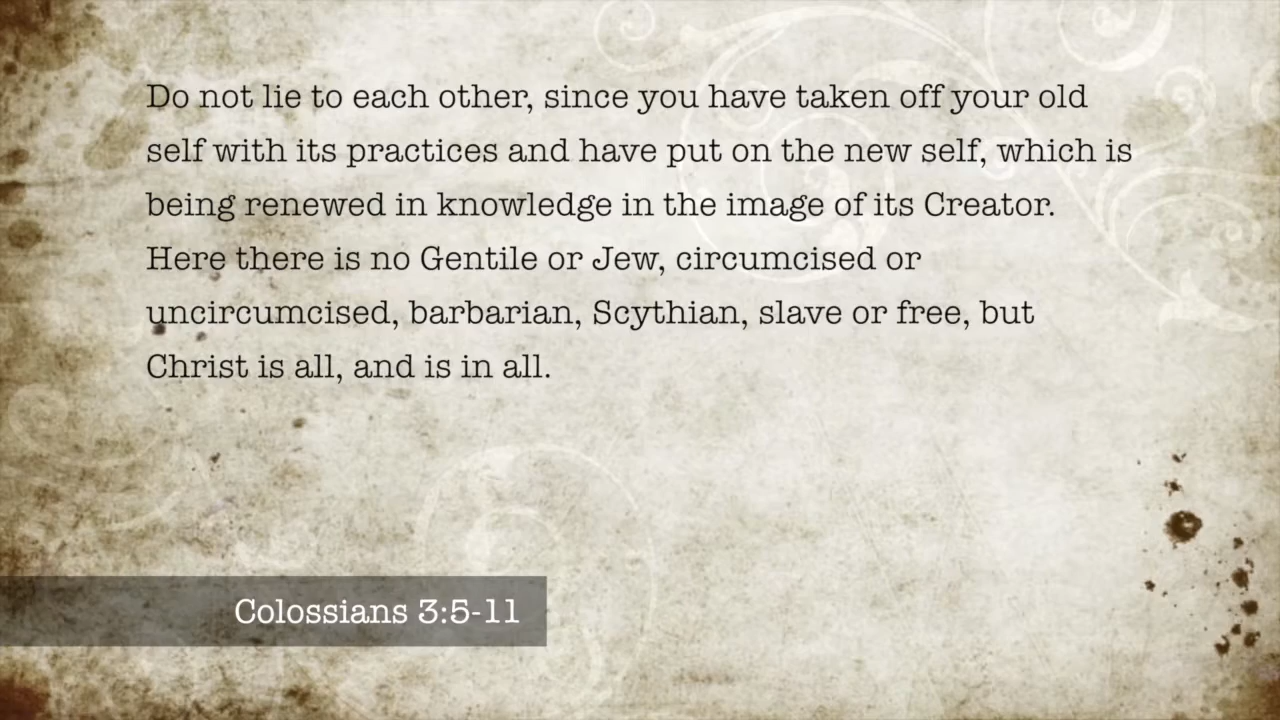 Do not lie to each other, since you have taken off your old
self with its practices and have put on the new self, which is
being renewed in knowledge in the image of its Creator.
Here there is no Gentile or Jew, circumcised or
uncircumcised, barbarian, Scythian, slave or free, but
Christ is all, and is in all.
Colossians 3:5-11